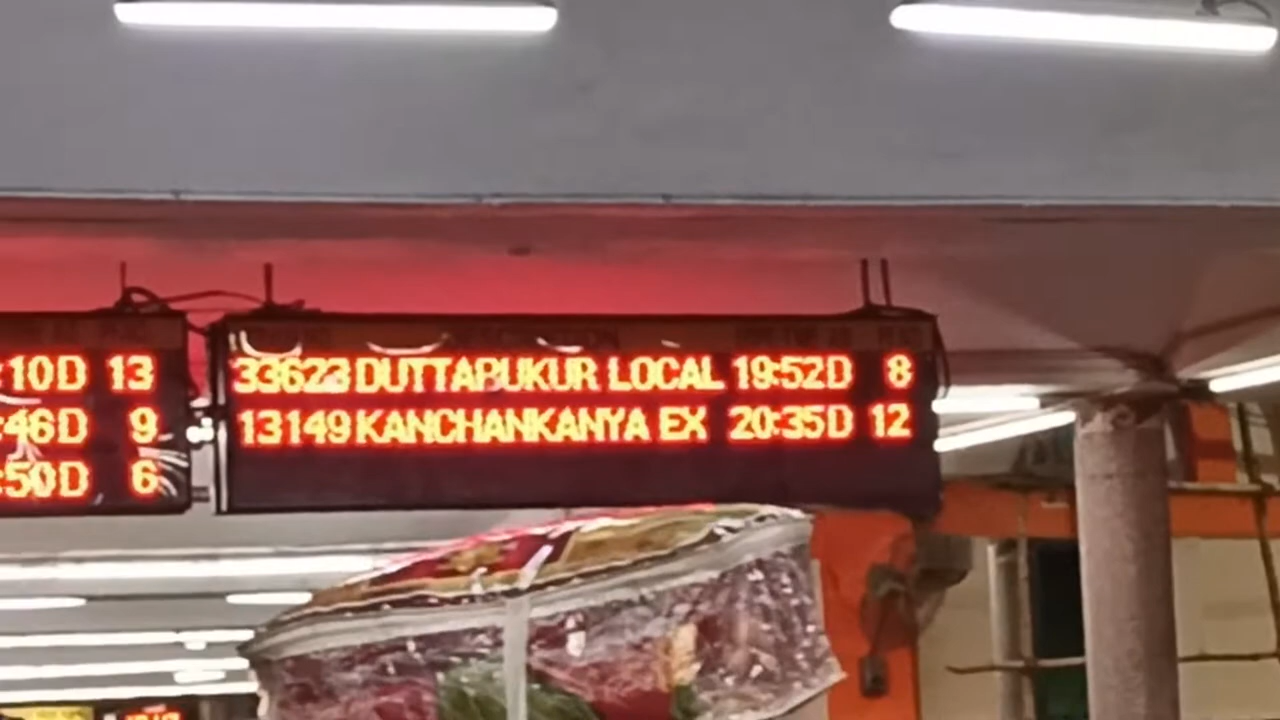 :10D 13
:46D 9
:50D 6
33623 DUTTAPUKUR LOCAL 19:52D 8
13149 KANCHANKANYA EX 20:35D 12